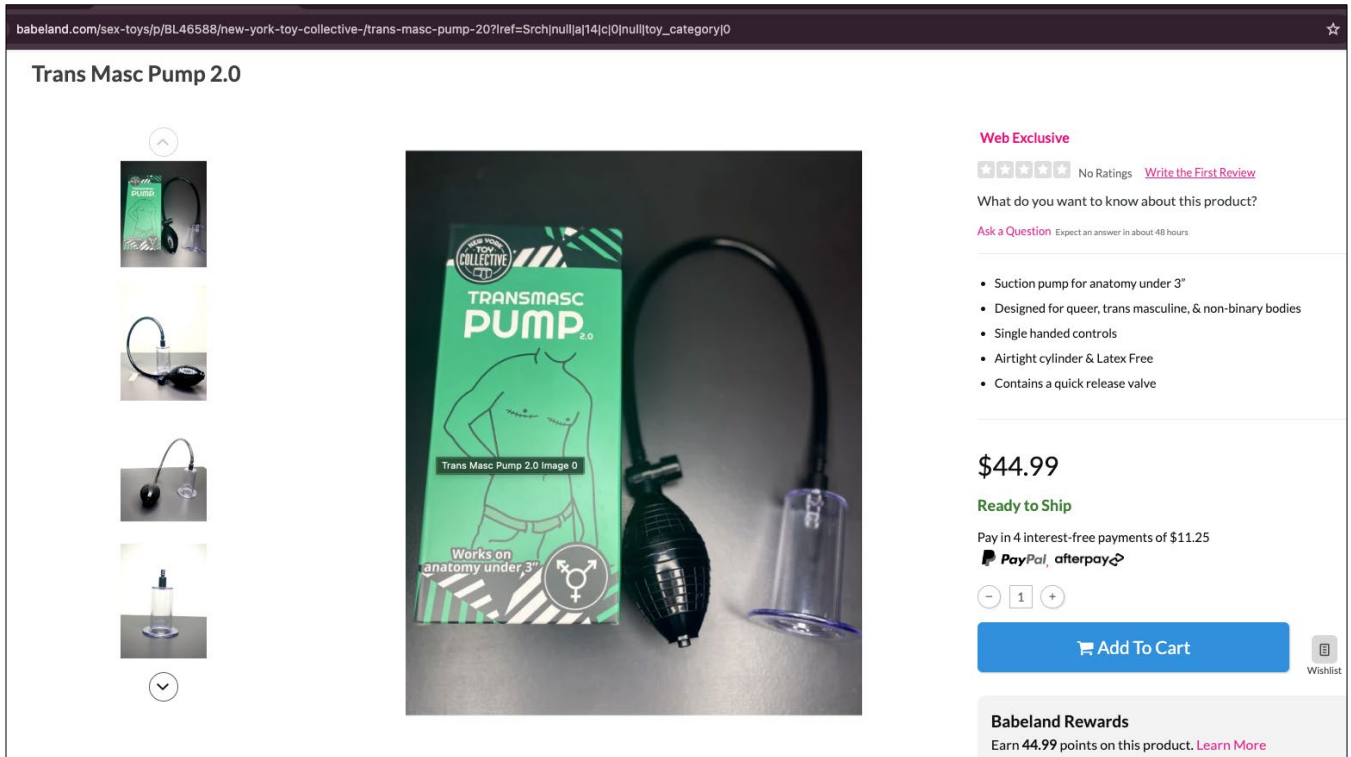 babeland.com/sex-toys/p/BL46588/new-york-toy-collective-/trans-masc-pump-20?lref=Srch|null|a|14|c|0|null|toy_category|0
Trans Masc Pump 2.0
NEW YORK
TOY
COLLECTIVE
TRANSMASC
PUMP
2.0
Trans Masc Pump 2.0 Image 0
Works on
anatomy under 3"
Web Exclusive
No Ratings Write the First Review
What do you want to know about this product?
Ask a Question Expect an answer in about 48 hours
• Suction pump for anatomy under 3”
• Designed for queer, trans masculine, & non-binary bodies
• Single handed controls
• Airtight cylinder & Latex Free
• Contains a quick release valve
$44.99
Ready to Ship
Pay in 4 interest-free payments of $11.25
PayPal, afterpay
- 1 +
Add To Cart
Wishlist
Babeland Rewards
Earn 44.99 points on this product. Learn More